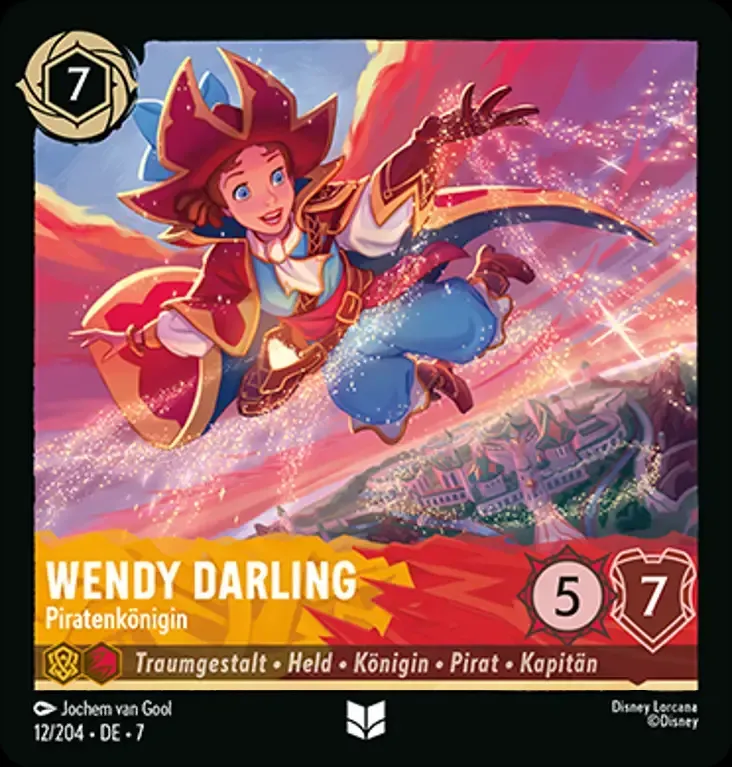 7
WENDY DARLING
Piratenkönigin
5
7
Traumgestalt • Held • Königin • Pirat • Kapitän
Jochem van Gool
12/204 • DE • 7
Disney Lorcana
©Disney